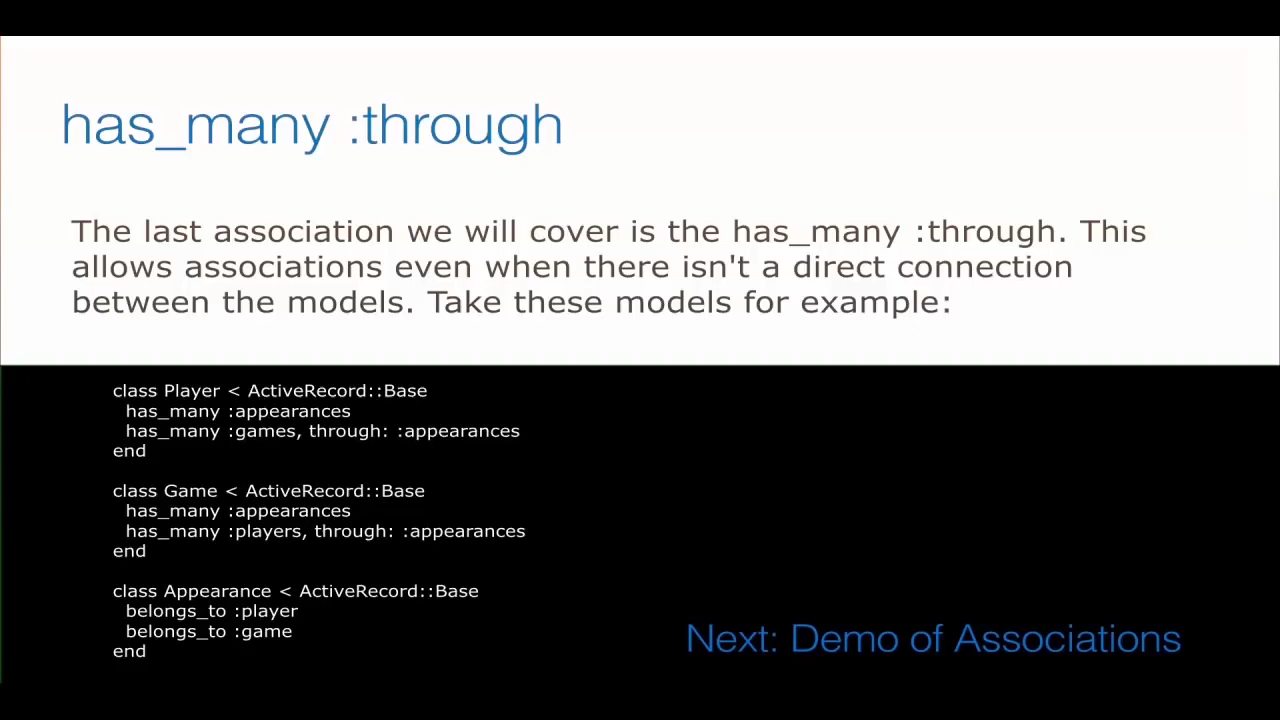 has_many :through
The last association we will cover is the has_many :through. This
allows associations even when there isn't a direct connection
between the models. Take these models for example:
class Player < ActiveRecord::Base
  has_many :appearances
  has_many :games, through: :appearances
end
class Game < ActiveRecord::Base
  has_many :appearances
  has_many :players, through: :appearances
end
class Appearance < ActiveRecord::Base
  belongs_to :player
  belongs_to :game
end
Next: Demo of Associations